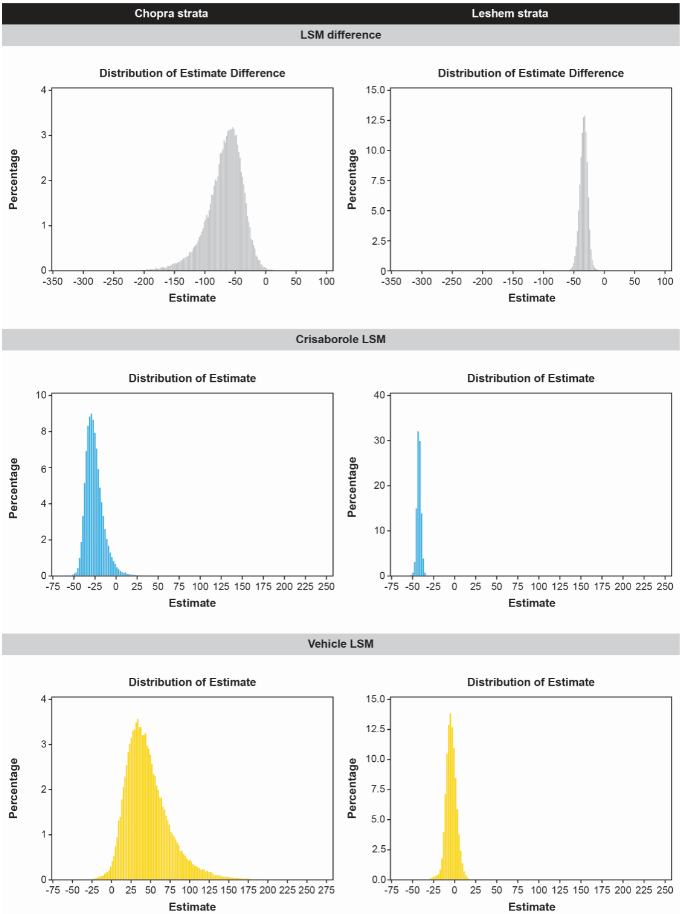 Chopra strata Leshem strata
LSM difference
Distribution of Estimate Difference Distribution of Estimate Difference
4 15.0
3 12.5
10.0
2 7.5
5.0
1 2.5
0 0
Percentage Percentage
-350 -300 -250 -200 -150 -100 -50 0 50 100 -350 -300 -250 -200 -150 -100 -50 0 50 100
Estimate Estimate
Crisaborole LSM
Distribution of Estimate Distribution of Estimate
10 40
8 30
6
4 20
2 10
0 0
Percentage Percentage
-75 -50 -25 0 25 50 75 100 125 150 175 200 225 250 -75 -50 -25 0 25 50 75 100 125 150 175 200 225 250
Estimate Estimate
Vehicle LSM
Distribution of Estimate Distribution of Estimate
4 15.0
3 12.5
10.0
2 7.5
5.0
1 2.5
0 0.0
Percentage Percentage
-75 -50 -25 0 25 50 75 100 125 150 175 200 225 250 275 -75 -50 -25 0 25 50 75 100 125 150 175 200 225 250
Estimate Estimate